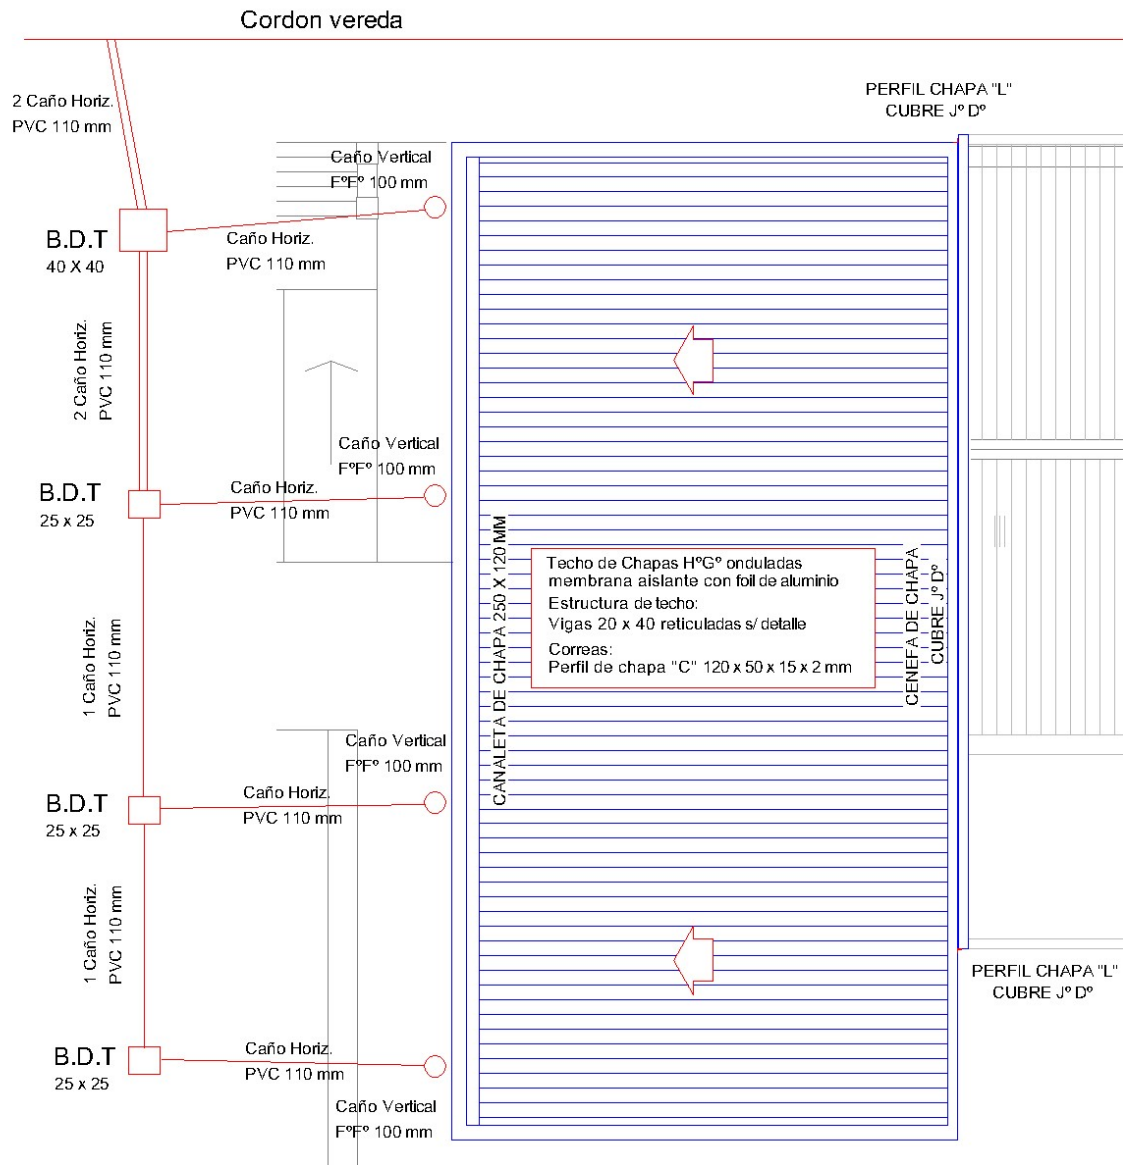 Cordon vereda
PERFIL CHAPA "L"
CUBRE Jº Dº
2 Caño Horiz.
PVC 110 mm
Caño Vertical
FºFº 100 mm
B.D.T
40 X 40
Caño Horiz.
PVC 110 mm
2 Caño Horiz.
PVC 110 mm
Caño Vertical
FºFº 100 mm
B.D.T
25 x 25
Caño Horiz.
PVC 110 mm
CANALETA DE CHAPA 250 X 120 MM
Techo de Chapas HºGº onduladas
membrana aislante con foil de aluminio
Estructura de techo:
Vigas 20 x 40 reticuladas s/ detalle
Correas:
Perfil de chapa "C" 120 x 50 x 15 x 2 mm
CENEFA DE CHAPA
CUBRE Jº Dº
1 Caño Horiz.
PVC 110 mm
Caño Vertical
FºFº 100 mm
B.D.T
25 x 25
Caño Horiz.
PVC 110 mm
1 Caño Horiz.
PVC 110 mm
PERFIL CHAPA "L"
CUBRE Jº Dº
B.D.T
25 x 25
Caño Horiz.
PVC 110 mm
Caño Vertical
FºFº 100 mm